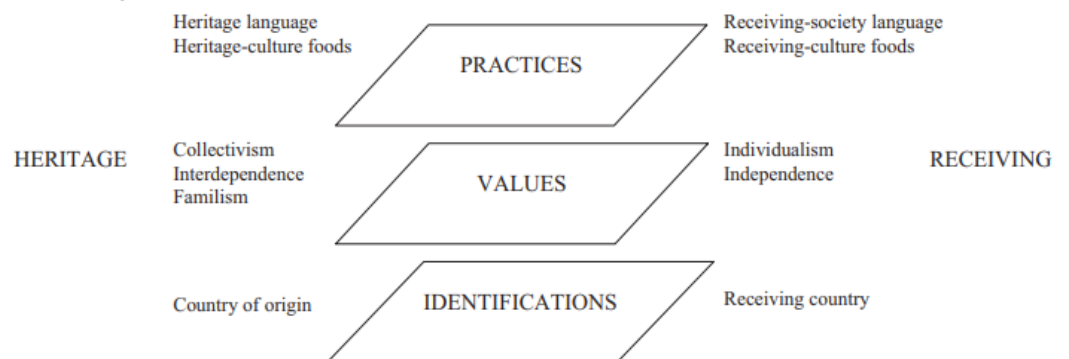 Heritage language
Heritage-culture foods
PRACTICES
Receiving-society language
Receiving-culture foods
HERITAGE
Collectivism
Interdependence
Familism
VALUES
Individualism
Independence
RECEIVING
Country of origin
IDENTIFICATIONS
Receiving country